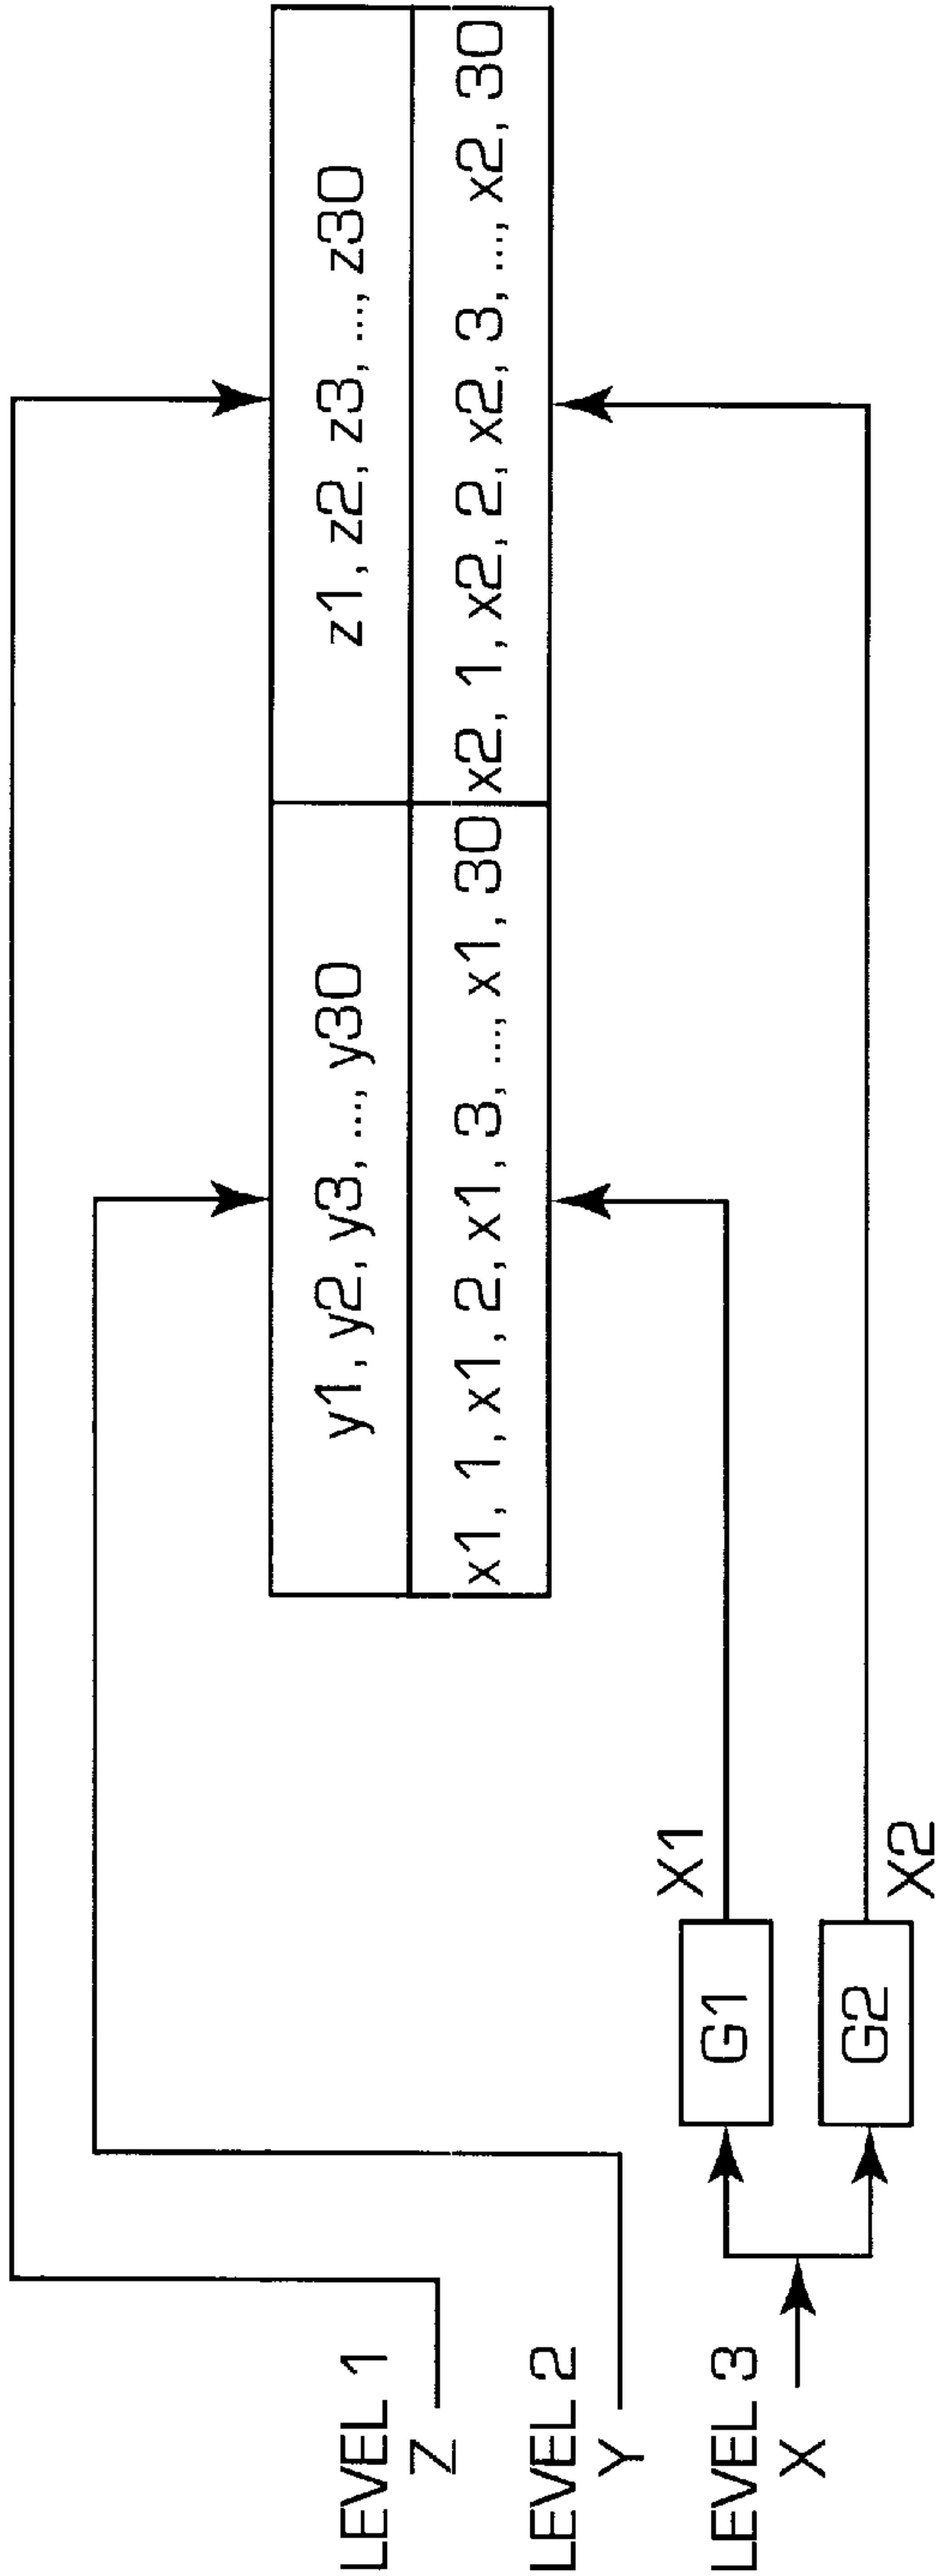 y1, y2, y3, ..., y30
z1, z2, z3, ..., z30
x1, 1, x1, 2, x1, 3, ..., x1, 30
x2, 1, x2, 2, x2, 3, ..., x2, 30
LEVEL 1
Z
LEVEL 2
Y
LEVEL 3
X
G1
X1
G2
X2